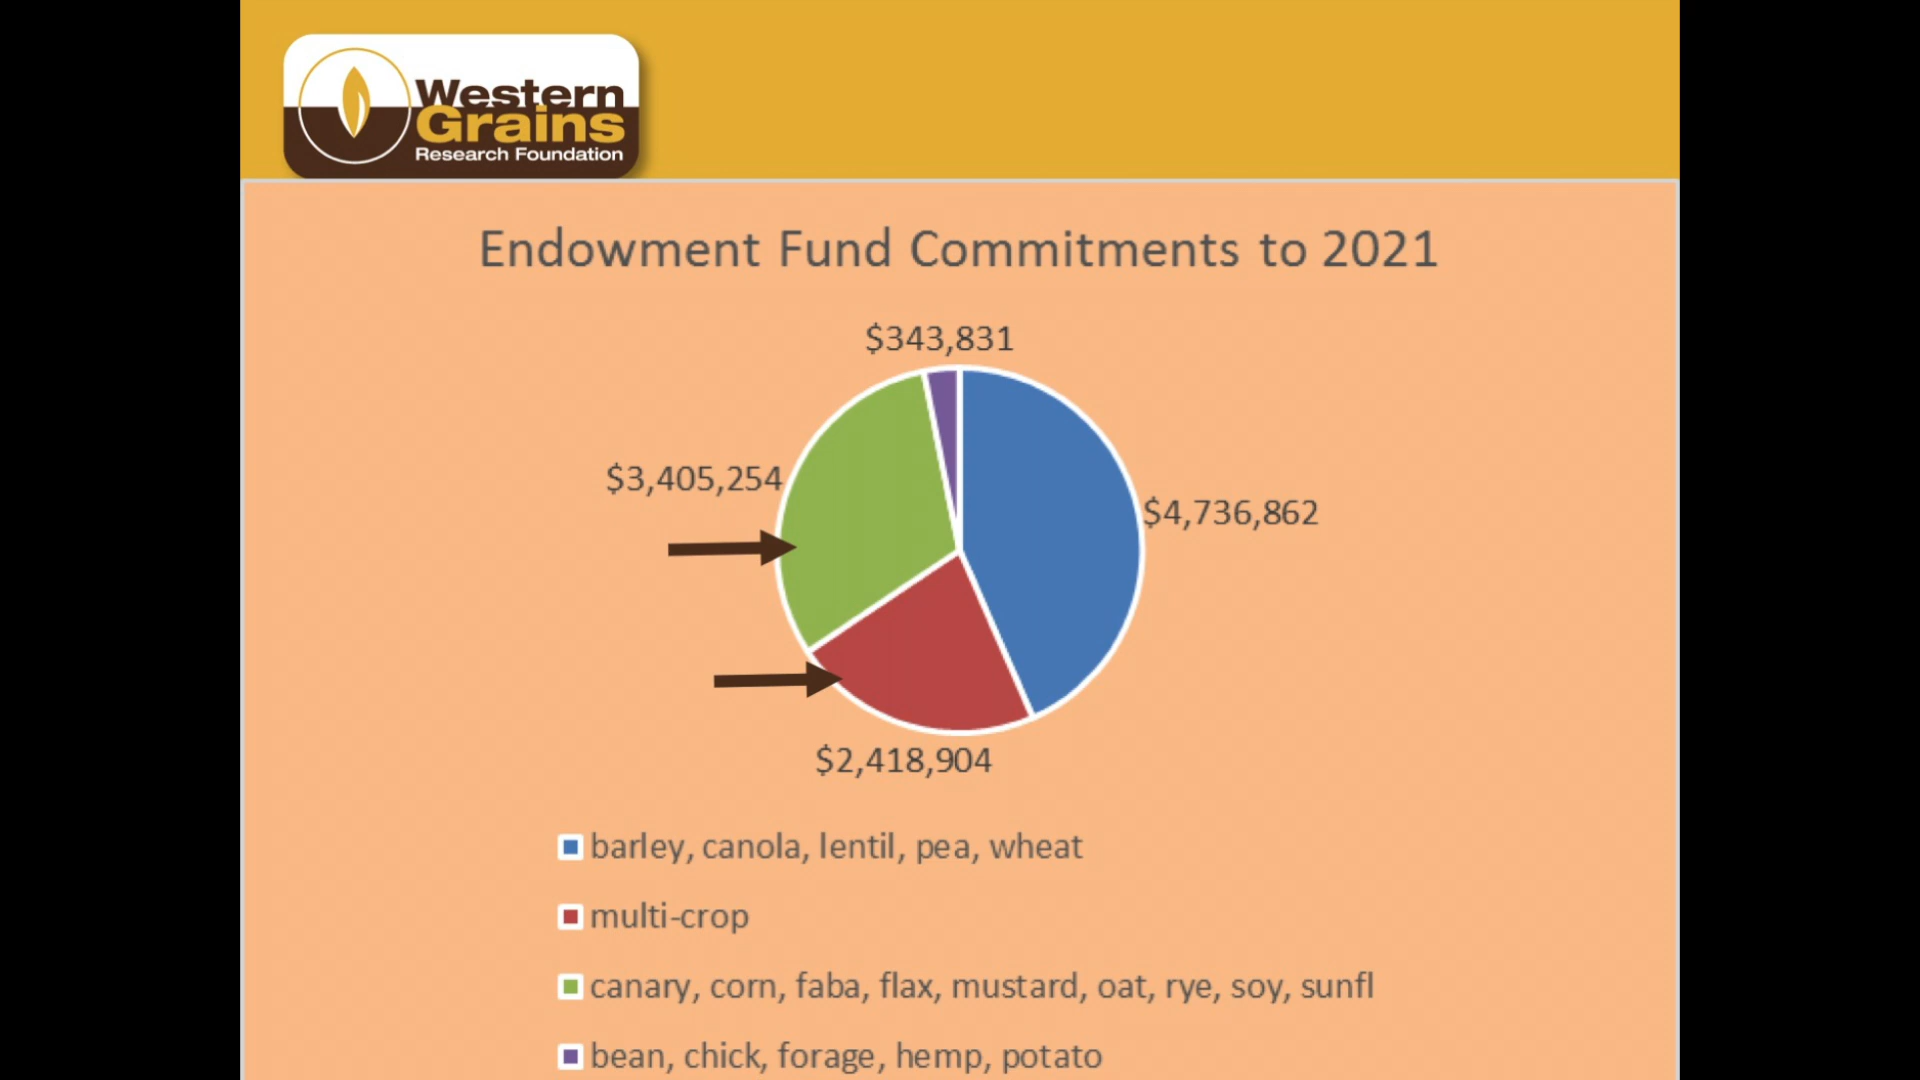 Western
Grains
Research Foundation
Endowment Fund Commitments to 2021
$343,831
$3,405,254
$4,736,862
$2,418,904
barley, canola, lentil, pea, wheat
multi-crop
canary, corn, faba, flax, mustard, oat, rye, soy, sunfl
bean, chick, forage, hemp, potato